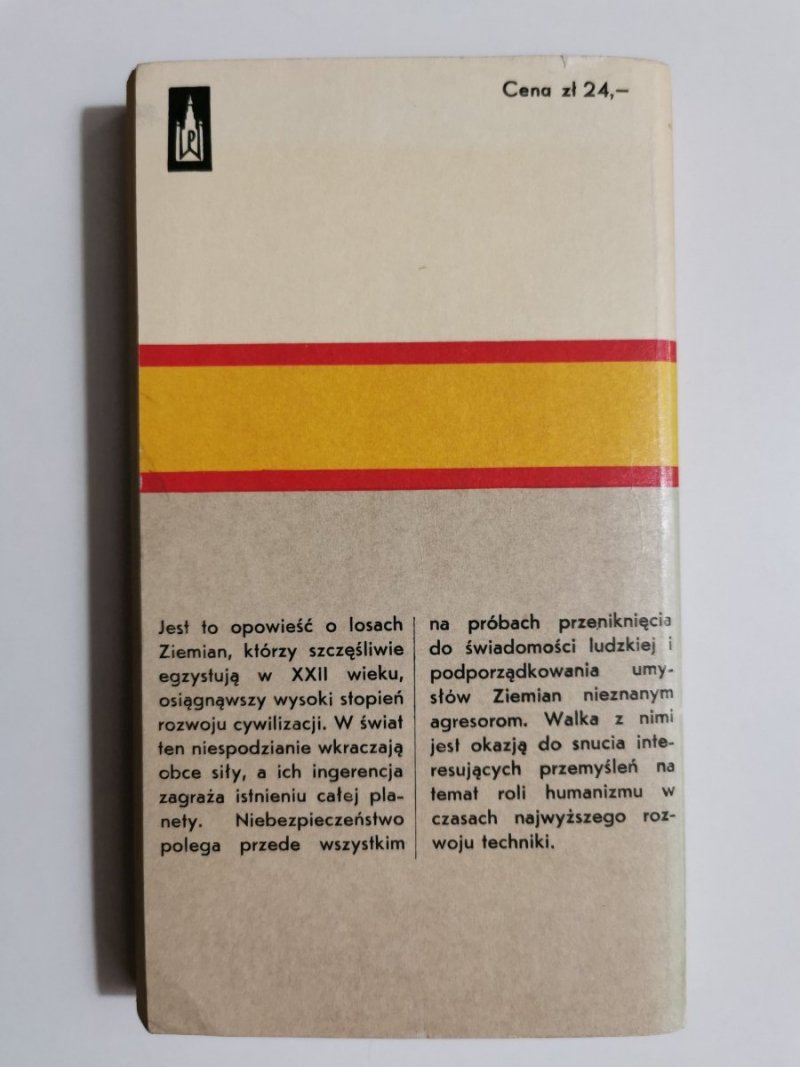 Cena zł 24,—
WP
Jest to opowieść o losach
Ziemian, którzy szczęśliwie
egzystują w XXII wieku,
osiągnąwszy wysoki stopień
rozwoju cywilizacji. W świat
ten niespodzianie wkraczają
obce siły, a ich ingerencja
zagraża istnieniu całej pla-
nety. Niebezpieczeństwo
polega przede wszystkim
na próbach przeniknięcia
do świadomości ludzkiej i
podporządkowania umy-
słów Ziemian nieznanym
agresorom. Walka z nimi
jest okazją do snucia inte-
resujących przemyśleń na
temat roli humanizmu w
czasach najwyższego roz-
woju techniki.